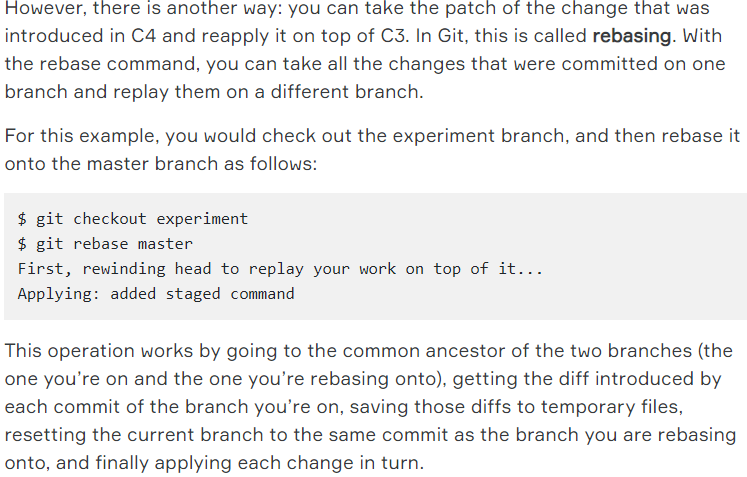 However, there is another way: you can take the patch of the change that was
introduced in C4 and reapply it on top of C3. In Git, this is called rebasing. With
the rebase command, you can take all the changes that were committed on one
branch and replay them on a different branch.
For this example, you would check out the experiment branch, and then rebase it
onto the master branch as follows:
$ git checkout experiment
$ git rebase master
First, rewinding head to replay your work on top of it...
Applying: added staged command
This operation works by going to the common ancestor of the two branches (the
one you’re on and the one you’re rebasing onto), getting the diff introduced by
each commit of the branch you’re on, saving those diffs to temporary files,
resetting the current branch to the same commit as the branch you are rebasing
onto, and finally applying each change in turn.